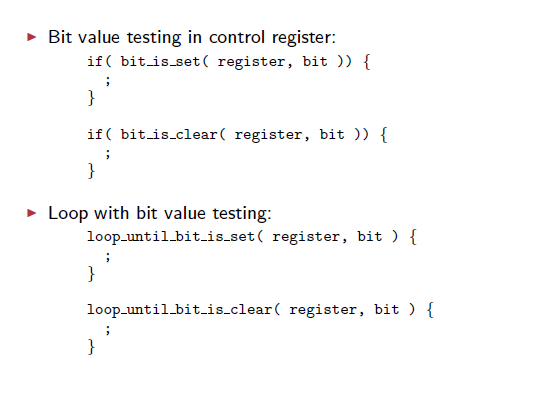 ▶ Bit value testing in control register:
if( bit_is_set( register, bit )) {
;
}
if( bit_is_clear( register, bit )) {
;
}
▶ Loop with bit value testing:
loop_until_bit_is_set( register, bit ) {
;
}
loop_until_bit_is_clear( register, bit ) {
;
}